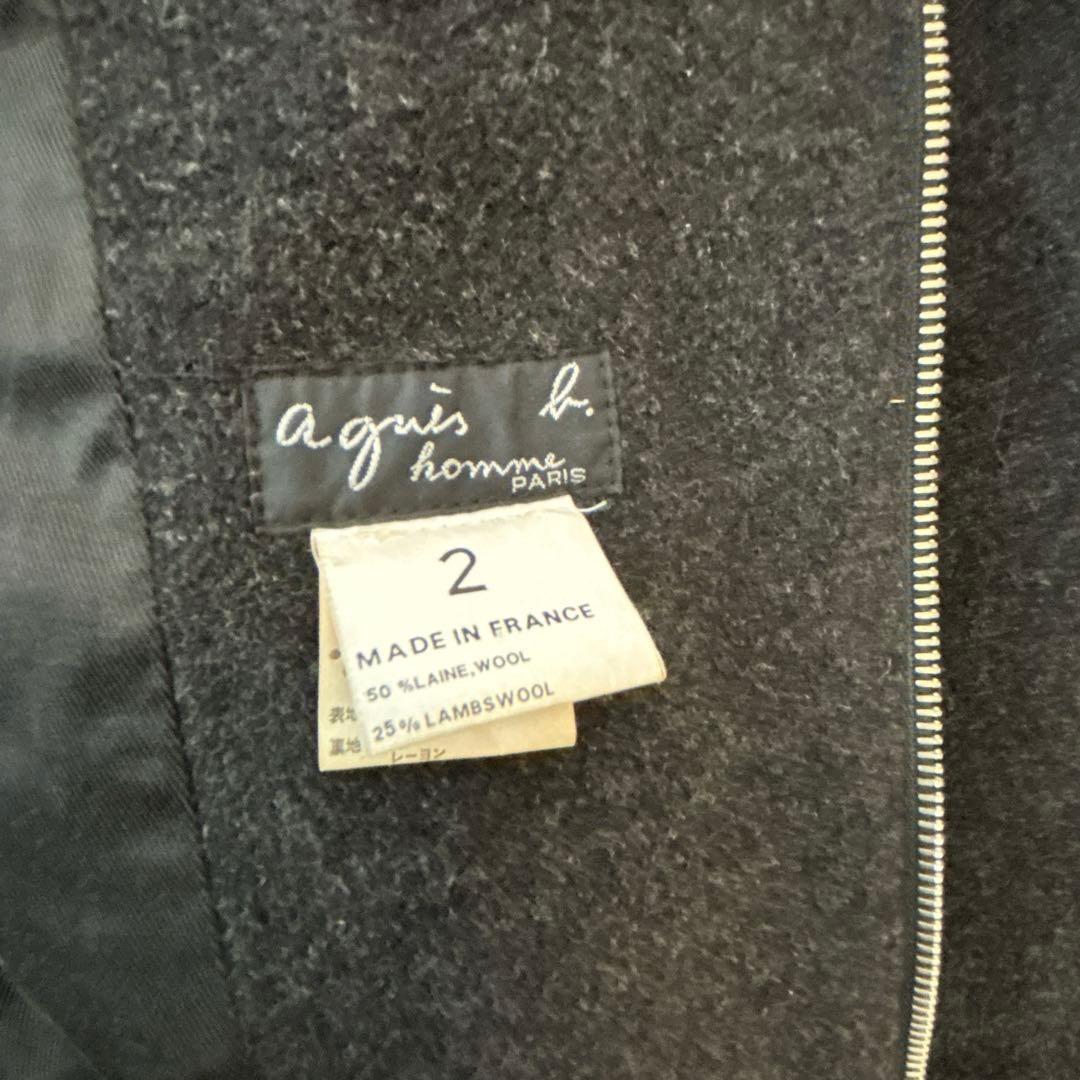 agnès b.
homme
PARIS
2
MADE IN FRANCE
50 %LAINE,WOOL
25% LAMBSWOOL
表地
裏地
レーヨン